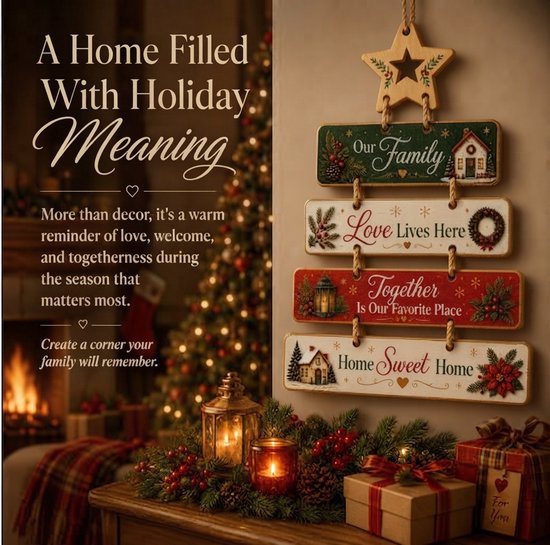 A Home Filled
With Holiday
Meaning
More than decor, it's a warm
reminder of love, welcome,
and togetherness during
the season that
matters most.
Create a corner your
family will remember.
Our Family
Love Lives Here
Together
Is Our Favorite Place
Home Sweet Home
For
You